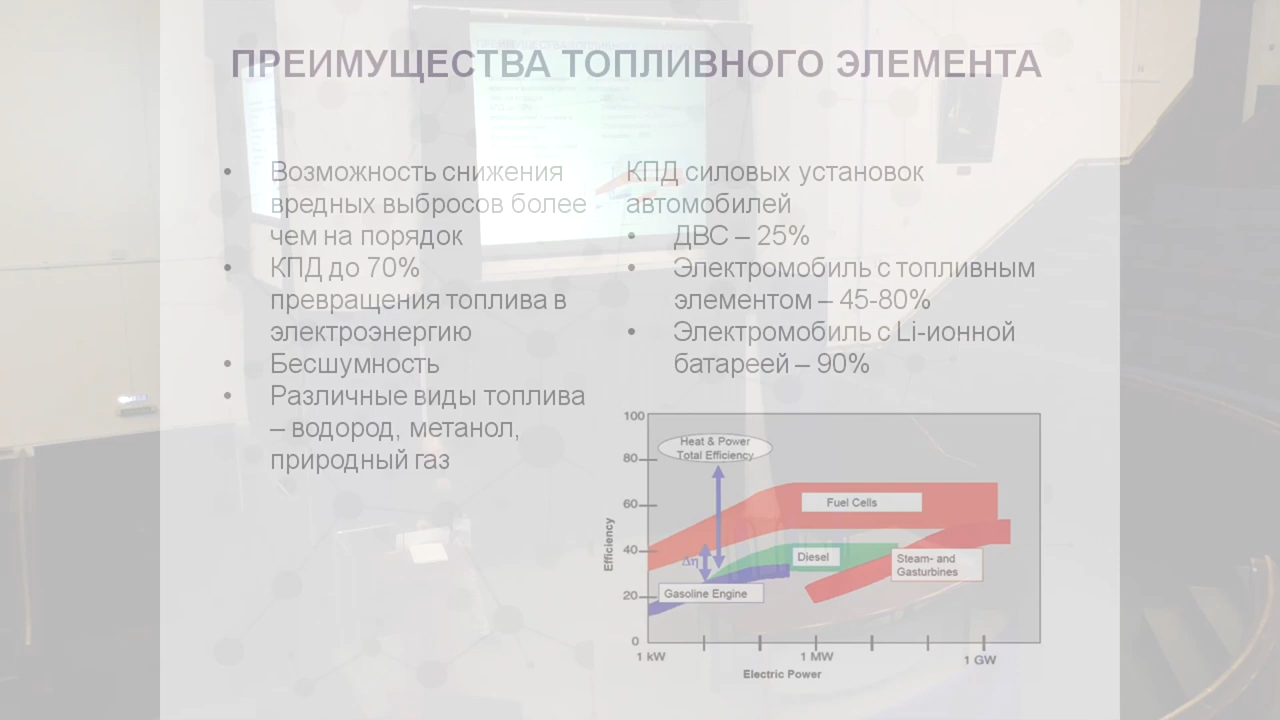 ПРЕИМУЩЕСТВА ТОПЛИВНОГО ЭЛЕМЕНТА
• Возможность снижения
вредных выбросов более
чем на порядок
• КПД до 70%
превращения топлива в
электроэнергию
• Бесшумность
• Различные виды топлива
– водород, метанол,
природный газ
КПД силовых установок
автомобилей
• ДВС – 25%
• Электромобиль с топливным
элементом – 45-80%
• Электромобиль с Li-ионной
батареей – 90%
100
80
60
40
20
0
Efficiency
Heat & Power
Total Efficiency
Fuel Cells
Δη
Diesel
Steam- and
Gasturbines
Gasoline Engine
1 kW
1 MW
1 GW
Electric Power